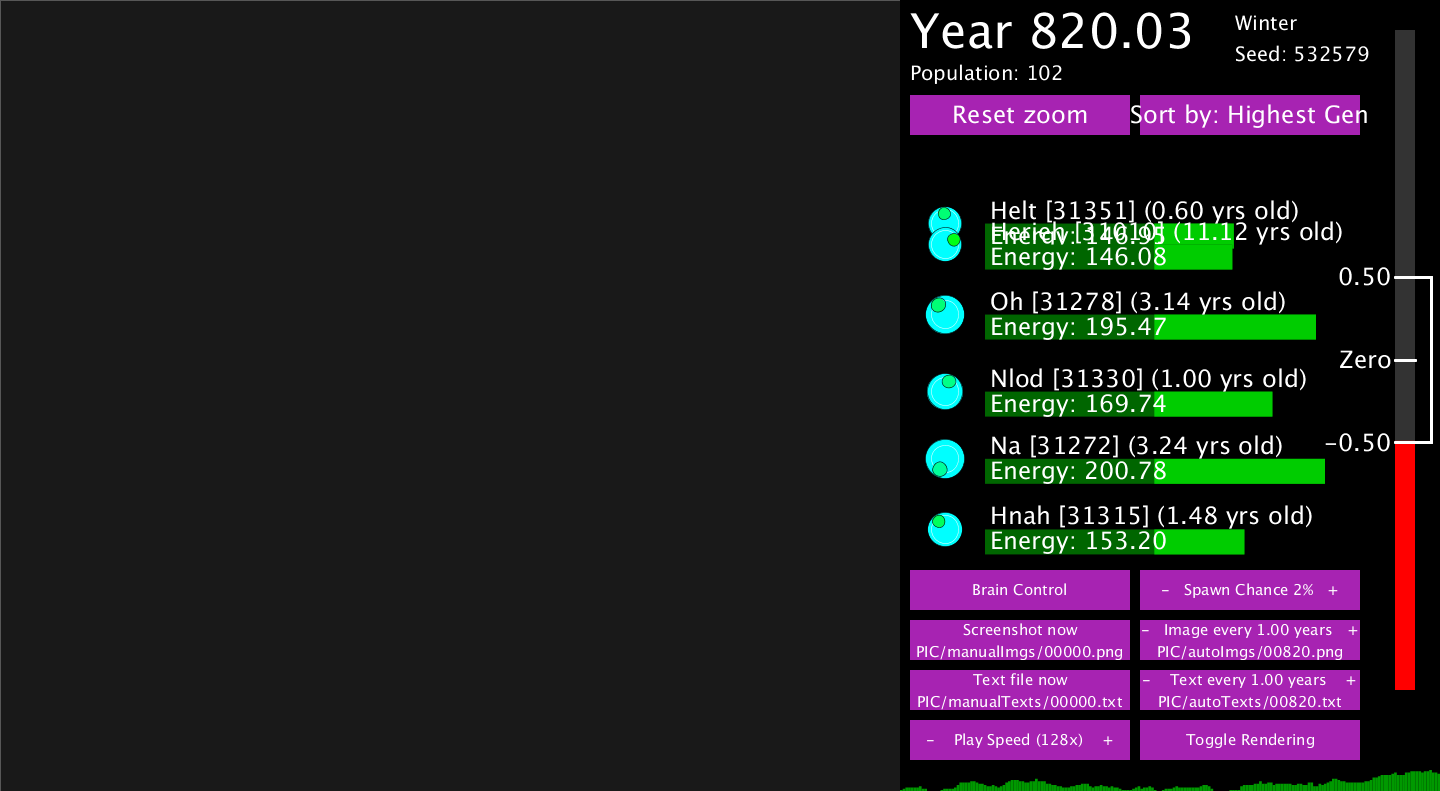 Year 820.03
Winter
Seed: 532579
Population: 102
Reset zoom
Sort by: Highest Gen
Helt [31351] (0.60 yrs old)
Energy: 146.95
Herieh [31010] (11.12 yrs old)
Energy: 146.08
Oh [31278] (3.14 yrs old)
Energy: 195.47
Nlod [31330] (1.00 yrs old)
Energy: 169.74
Na [31272] (3.24 yrs old)
Energy: 200.78
Hnah [31315] (1.48 yrs old)
Energy: 153.20
0.50
Zero
-0.50
Brain Control
- Spawn Chance 2% +
Screenshot now
PIC/manualImgs/00000.png
- Image every 1.00 years +
PIC/autoImgs/00820.png
Text file now
PIC/manualTexts/00000.txt
- Text every 1.00 years +
PIC/autoTexts/00820.txt
- Play Speed (128x) +
Toggle Rendering